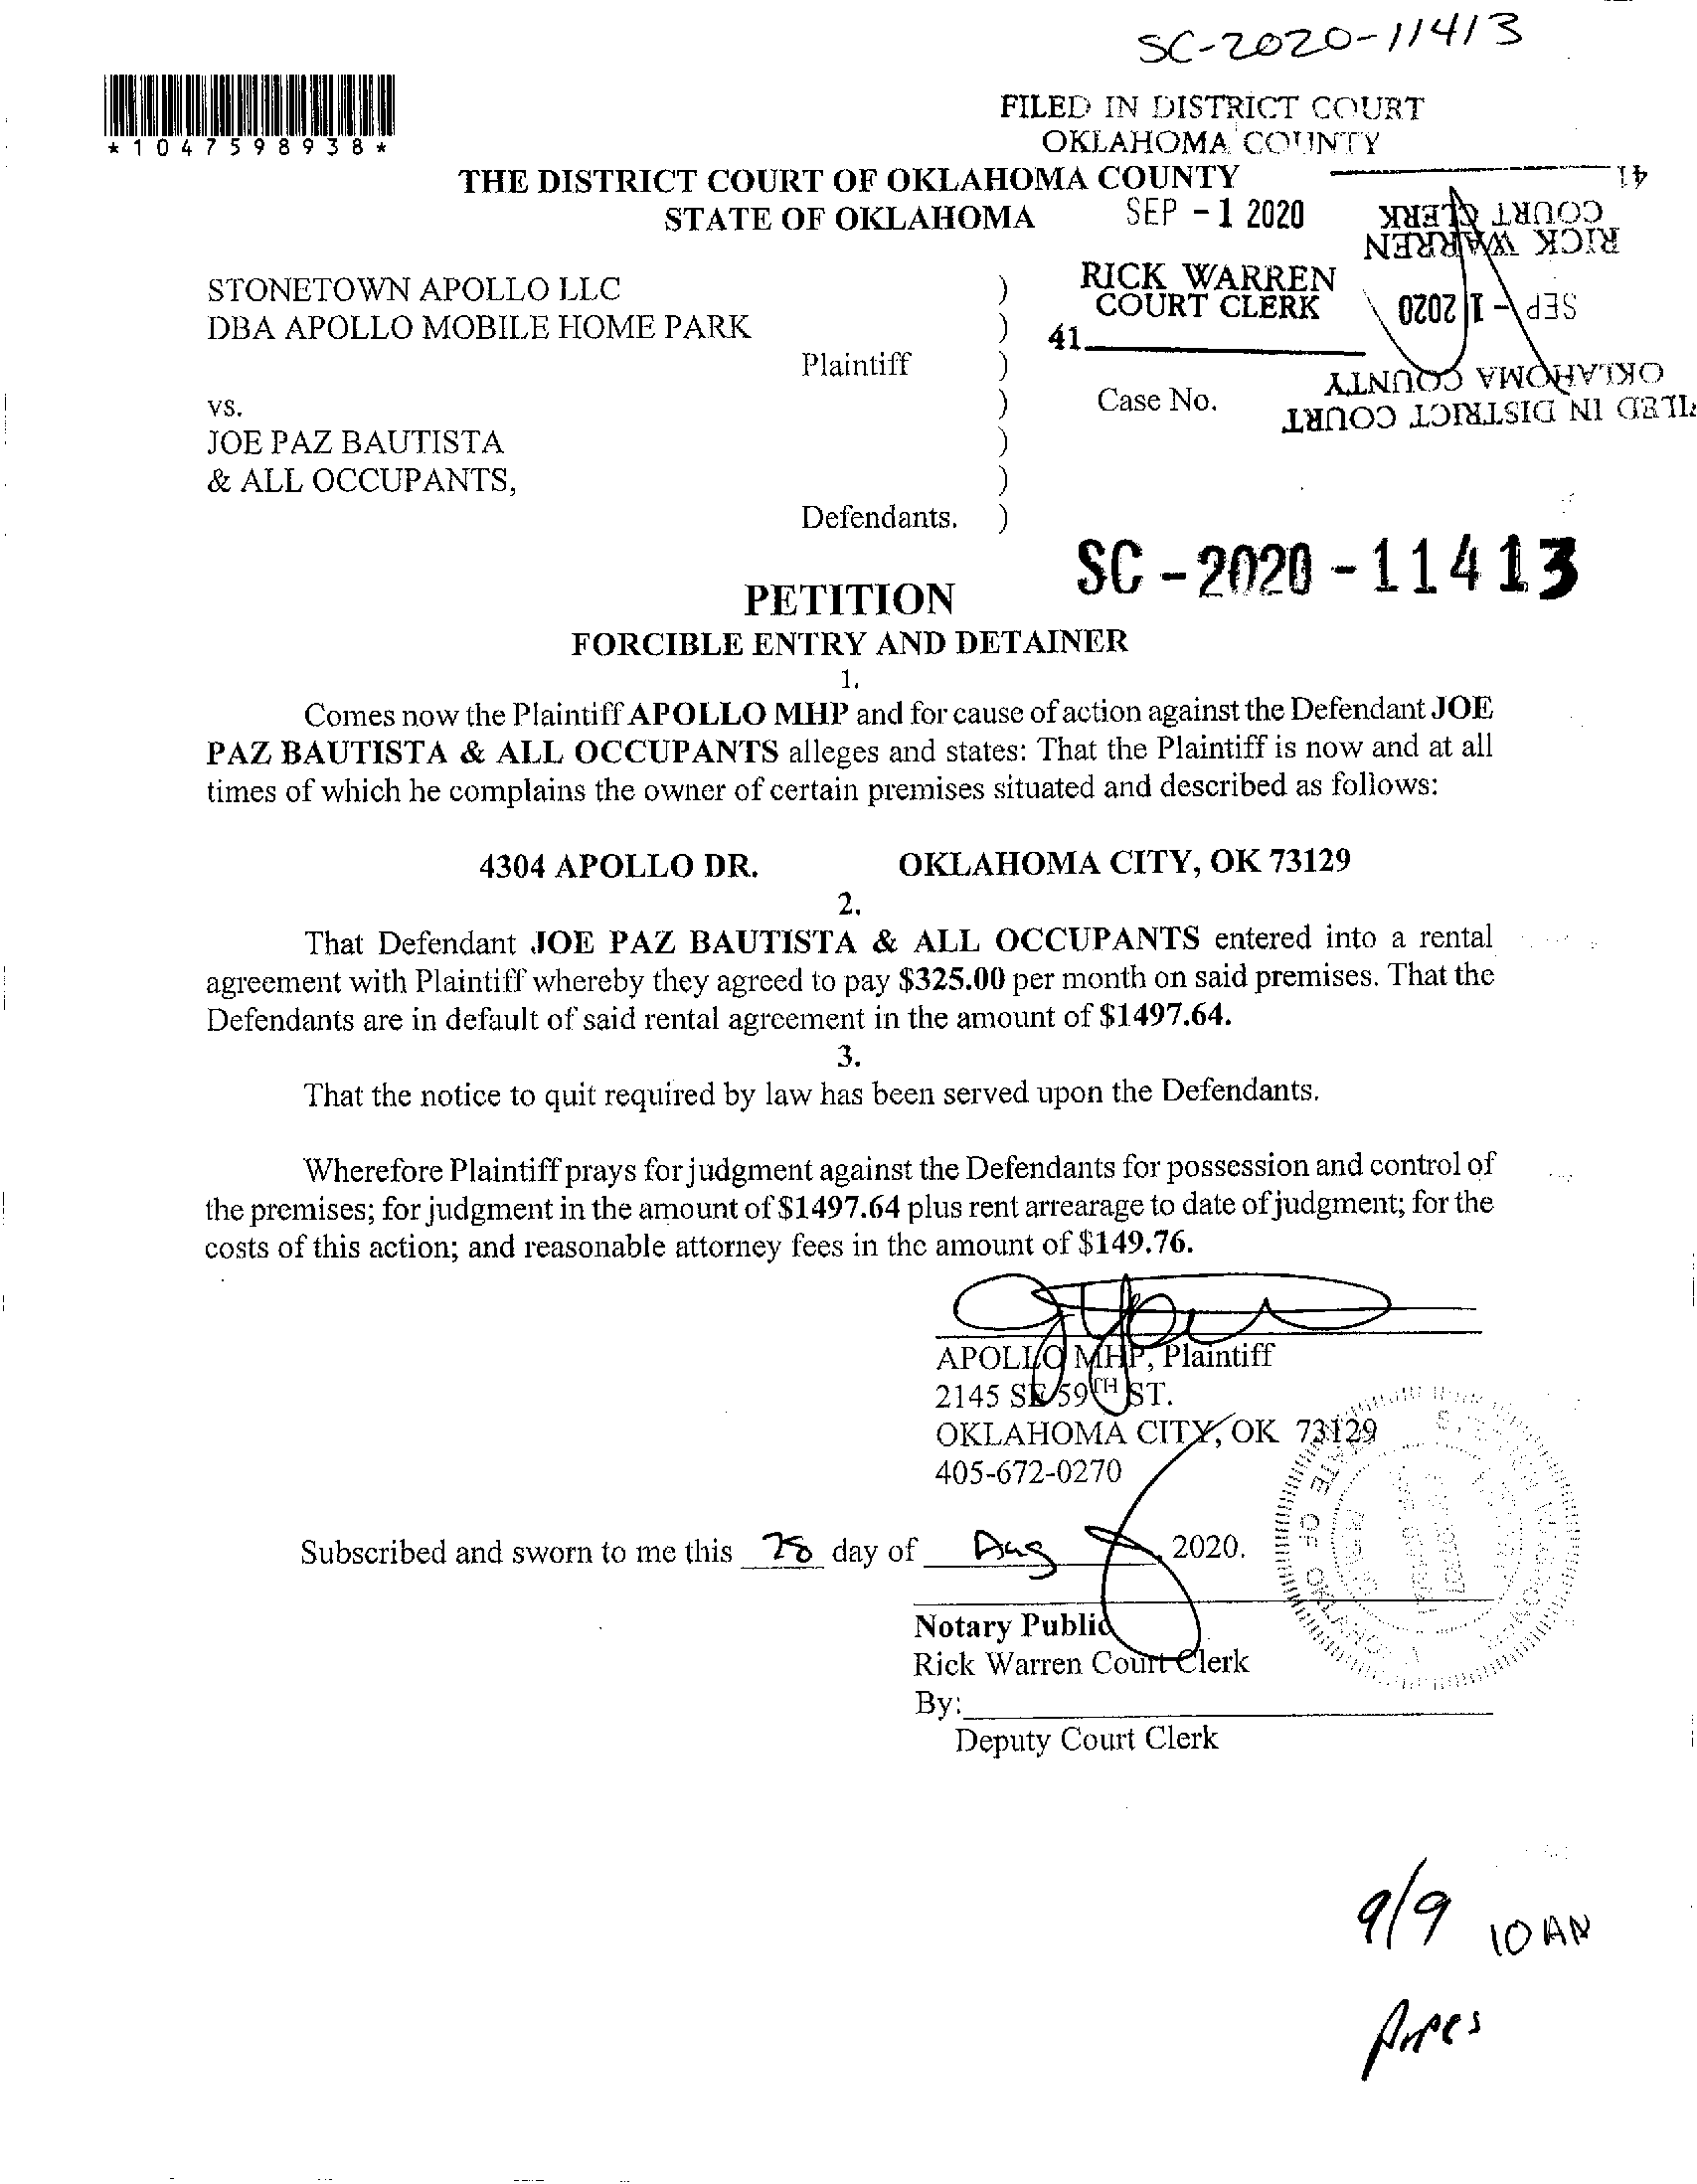 SC-2020-11413
*1047598938*
FILED IN DISTRICT COURT
OKLAHOMA COUNTY
THE DISTRICT COURT OF OKLAHOMA COUNTY
STATE OF OKLAHOMA
SEP - 1 2020
RICK WARREN
COURT CLERK
41
FILED IN DISTRICT COURT
OKLAHOMA COUNTY
SEP - 1 2020
RICK WARREN
COURT CLERK
41
STONETOWN APOLLO LLC )
DBA APOLLO MOBILE HOME PARK )
Plaintiff )
vs. ) Case No.
JOE PAZ BAUTISTA )
& ALL OCCUPANTS, )
Defendants. )
SC - 2020 - 11413
PETITION
FORCIBLE ENTRY AND DETAINER
1.
Comes now the Plaintiff APOLLO MHP and for cause of action against the Defendant JOE
PAZ BAUTISTA & ALL OCCUPANTS alleges and states: That the Plaintiff is now and at all
times of which he complains the owner of certain premises situated and described as follows:
4304 APOLLO DR. OKLAHOMA CITY, OK 73129
2.
That Defendant JOE PAZ BAUTISTA & ALL OCCUPANTS entered into a rental
agreement with Plaintiff whereby they agreed to pay $325.00 per month on said premises. That the
Defendants are in default of said rental agreement in the amount of $1497.64.
3.
That the notice to quit required by law has been served upon the Defendants.
Wherefore Plaintiff prays for judgment against the Defendants for possession and control of
the premises; for judgment in the amount of $1497.64 plus rent arrearage to date of judgment; for the
costs of this action; and reasonable attorney fees in the amount of $149.76.
APOLLO MHP, Plaintiff
2145 SE 59TH ST.
OKLAHOMA CITY, OK 73129
405-672-0270
Subscribed and sworn to me this 28 day of Aug, 2020.
Notary Public
Rick Warren Court Clerk
By:
Deputy Court Clerk
STATE OF OKLAHOMA
9/9 10 AM